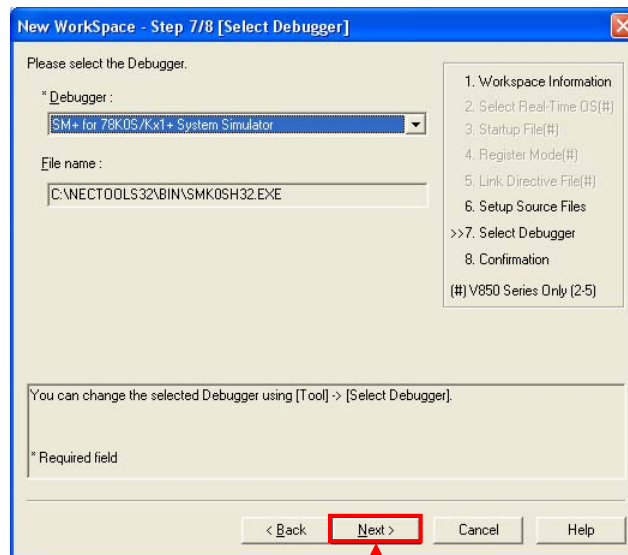 New WorkSpace - Step 7/8 [Select Debugger]
Please select the Debugger.
* Debugger :
SM+ for 78K0S/Kx1+ System Simulator
File name :
C:\NECTOOLS32\BIN\SMK0SH32.EXE
1. Workspace Information
2. Select Real-Time OS(#)
3. Startup File(#)
4. Register Mode(#)
5. Link Directive File(#)
6. Setup Source Files
>>7. Select Debugger
8. Confirmation
(#) V850 Series Only (2-5)
You can change the selected Debugger using [Tool] -> [Select Debugger].
* Required field
< Back
Next >
Cancel
Help